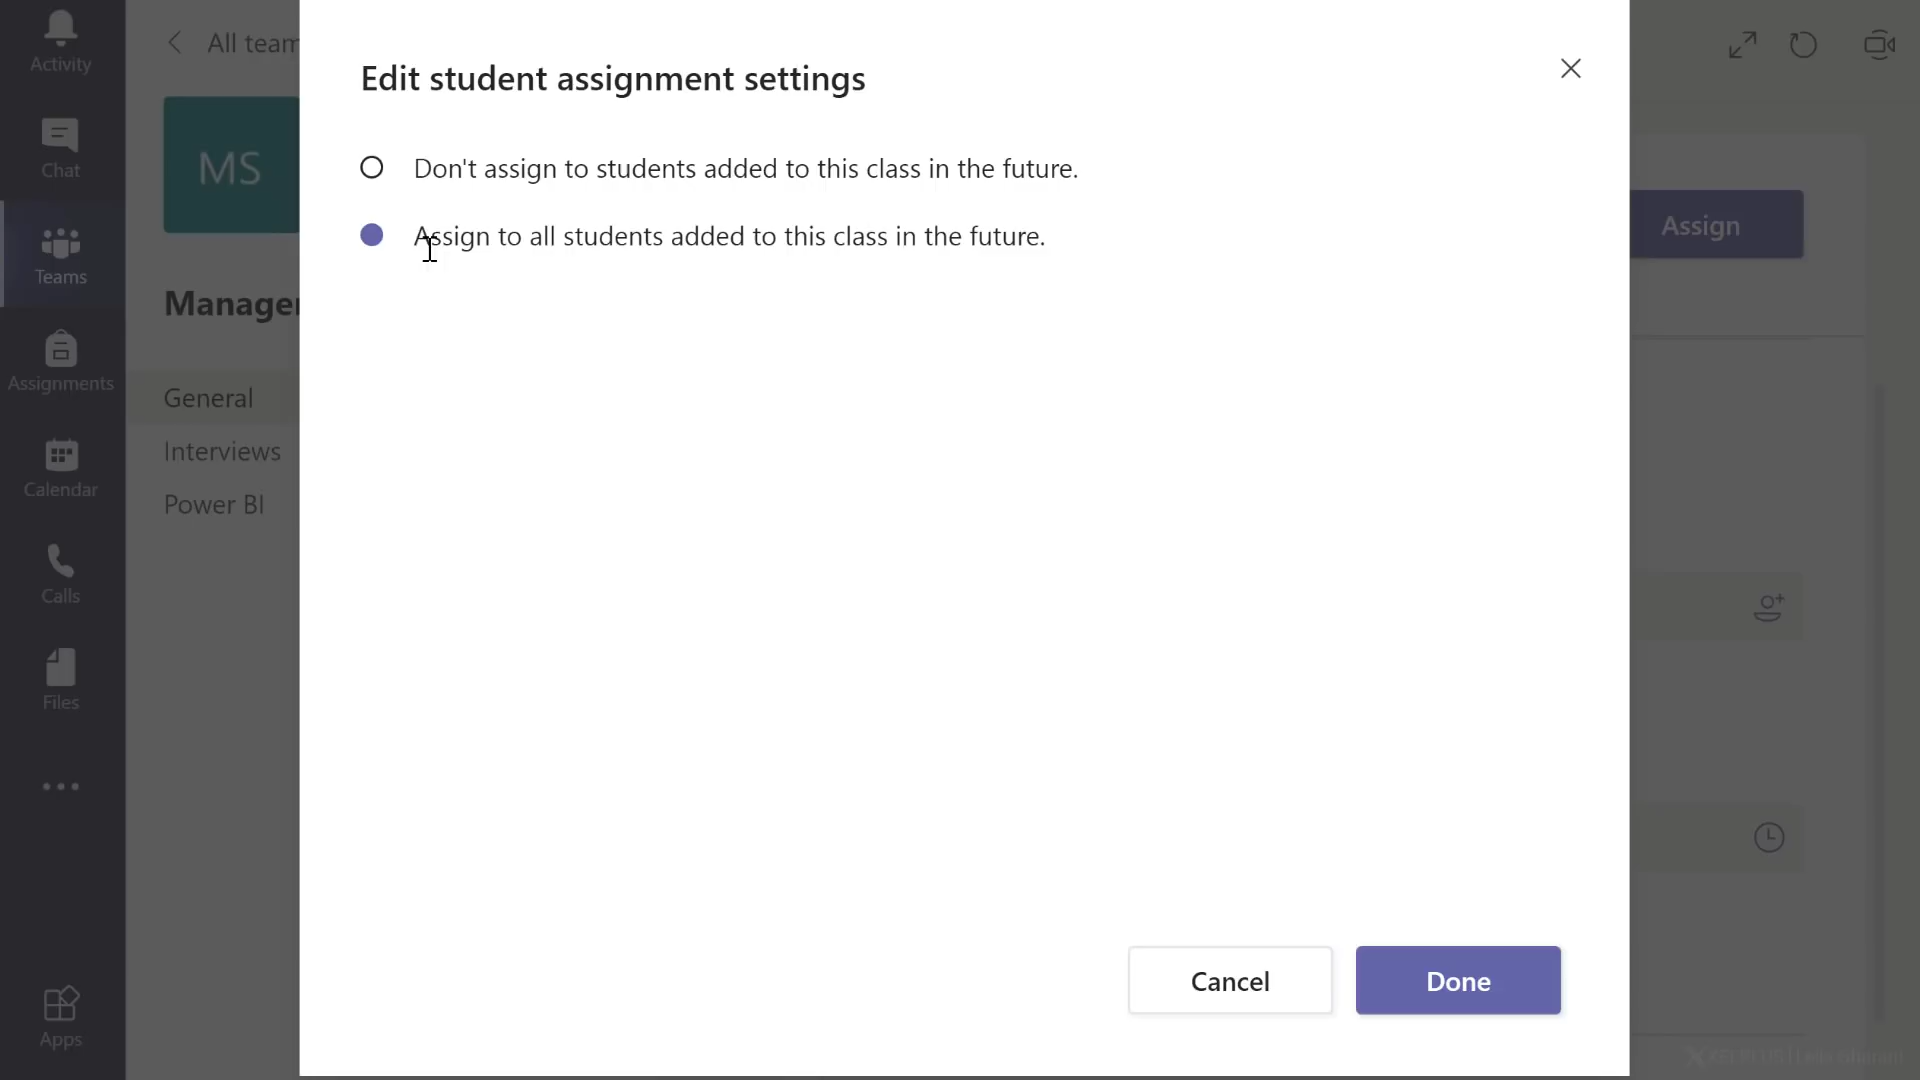 Activity
Chat
Teams
Assignments
Calendar
Calls
Files
Apps
All team
MS
Manager
General
Interviews
Power BI
Edit student assignment settings
Don't assign to students added to this class in the future.
Assign to all students added to this class in the future.
Assign
Cancel
Done